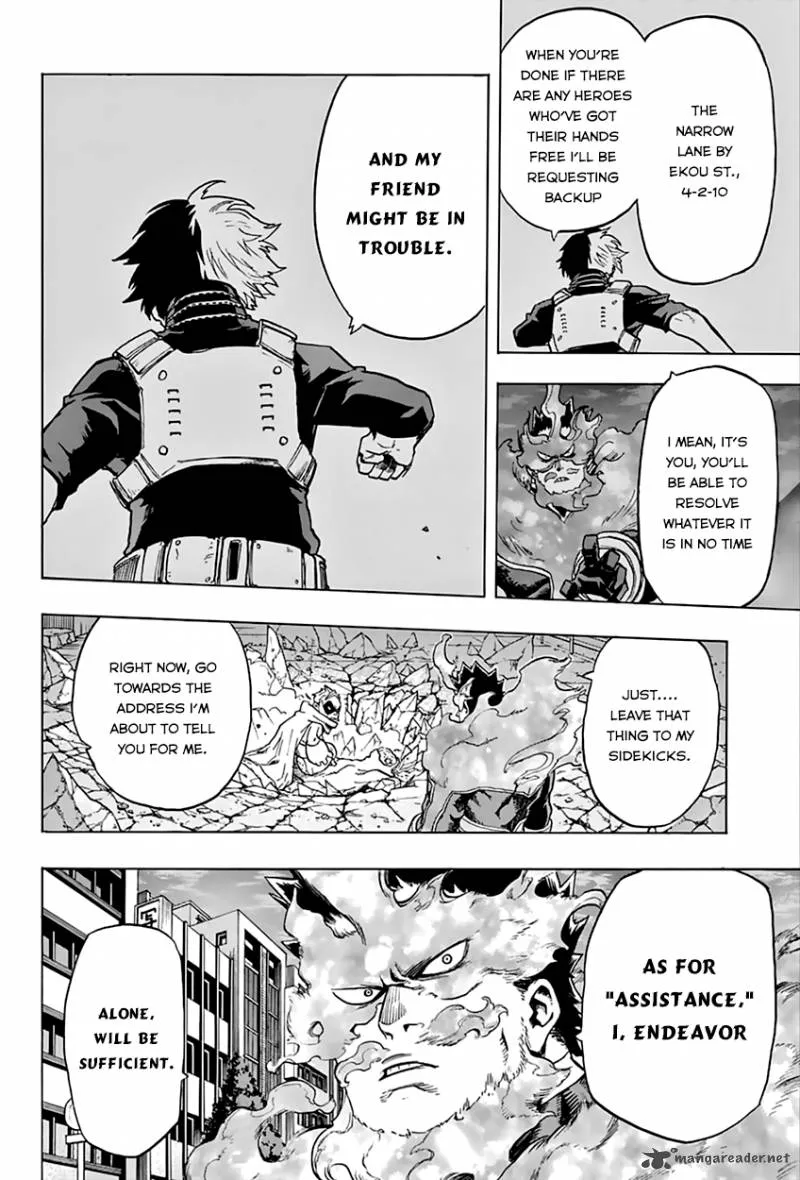 THE
NARROW
LANE BY
EKOU ST.,
4-2-10
WHEN YOU'RE
DONE IF THERE
ARE ANY HEROES
WHO'VE GOT
THEIR HANDS
FREE I'LL BE
REQUESTING
BACKUP
AND MY
FRIEND
MIGHT BE IN
TROUBLE.
I MEAN, IT'S
YOU, YOU'LL
BE ABLE TO
RESOLVE
WHATEVER IT
IS IN NO TIME
JUST....
LEAVE THAT
THING TO MY
SIDEKICKS.
RIGHT NOW, GO
TOWARDS THE
ADDRESS I'M
ABOUT TO TELL
YOU FOR ME.
AS FOR
"ASSISTANCE,"
I, ENDEAVOR
ALONE,
WILL BE
SUFFICIENT.
mangareader.net